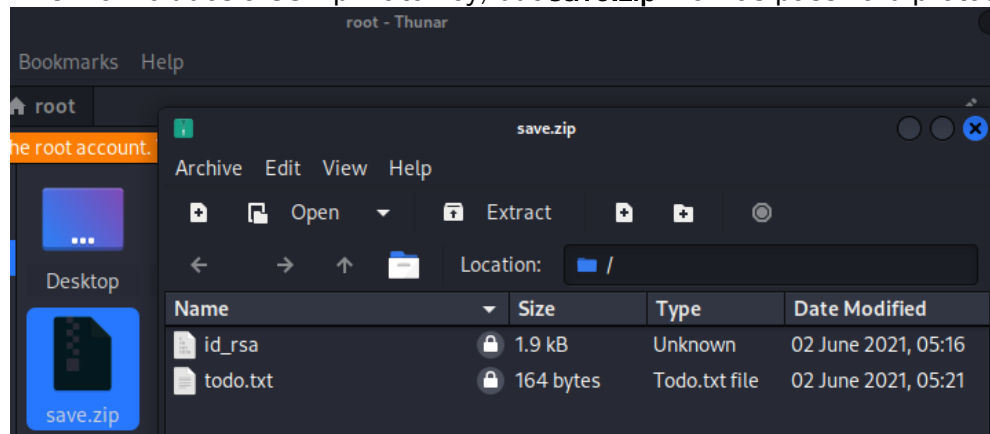 save.zip
root - Thunar
Bookmarks Help
root
he root account.
save.zip
Archive Edit View Help
Open Extract
Location: /
Desktop
Name Size Type Date Modified
id_rsa 1.9 kB Unknown 02 June 2021, 05:16
todo.txt 164 bytes Todo.txt file 02 June 2021, 05:21
save.zip